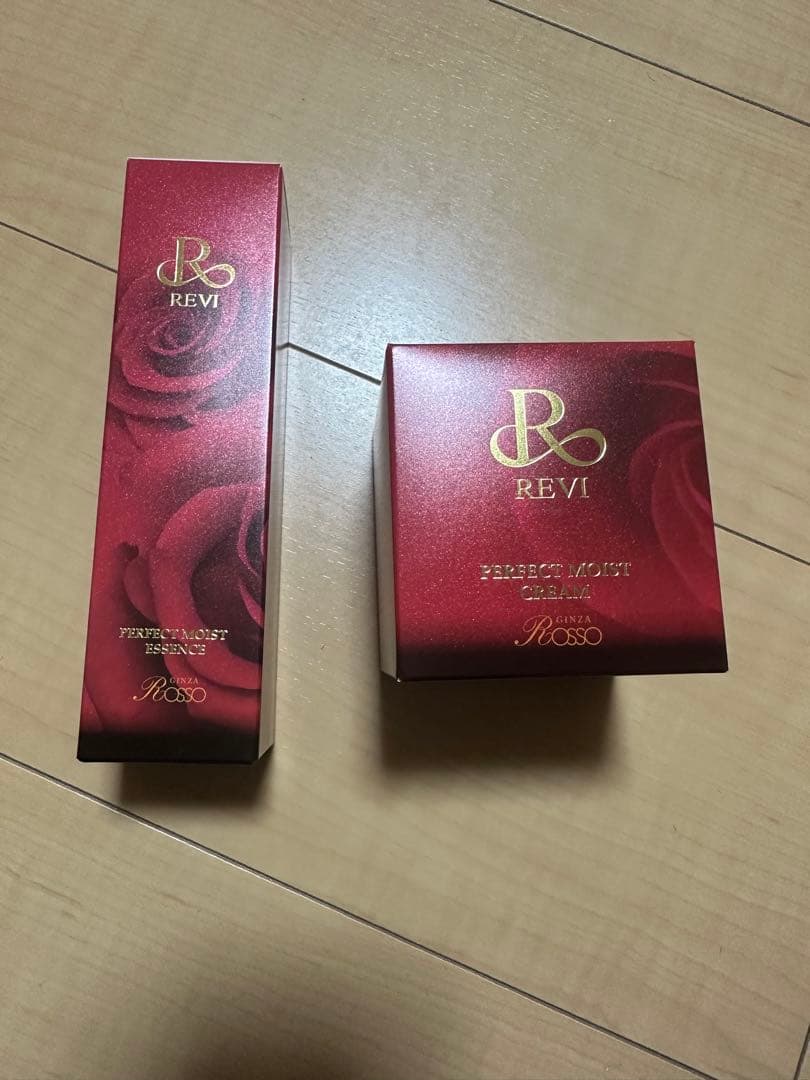 R
REVI
PERFECT MOIST
ESSENCE
GINZA
ROSSO
R
REVI
PERFECT MOIST
CREAM
GINZA
ROSSO